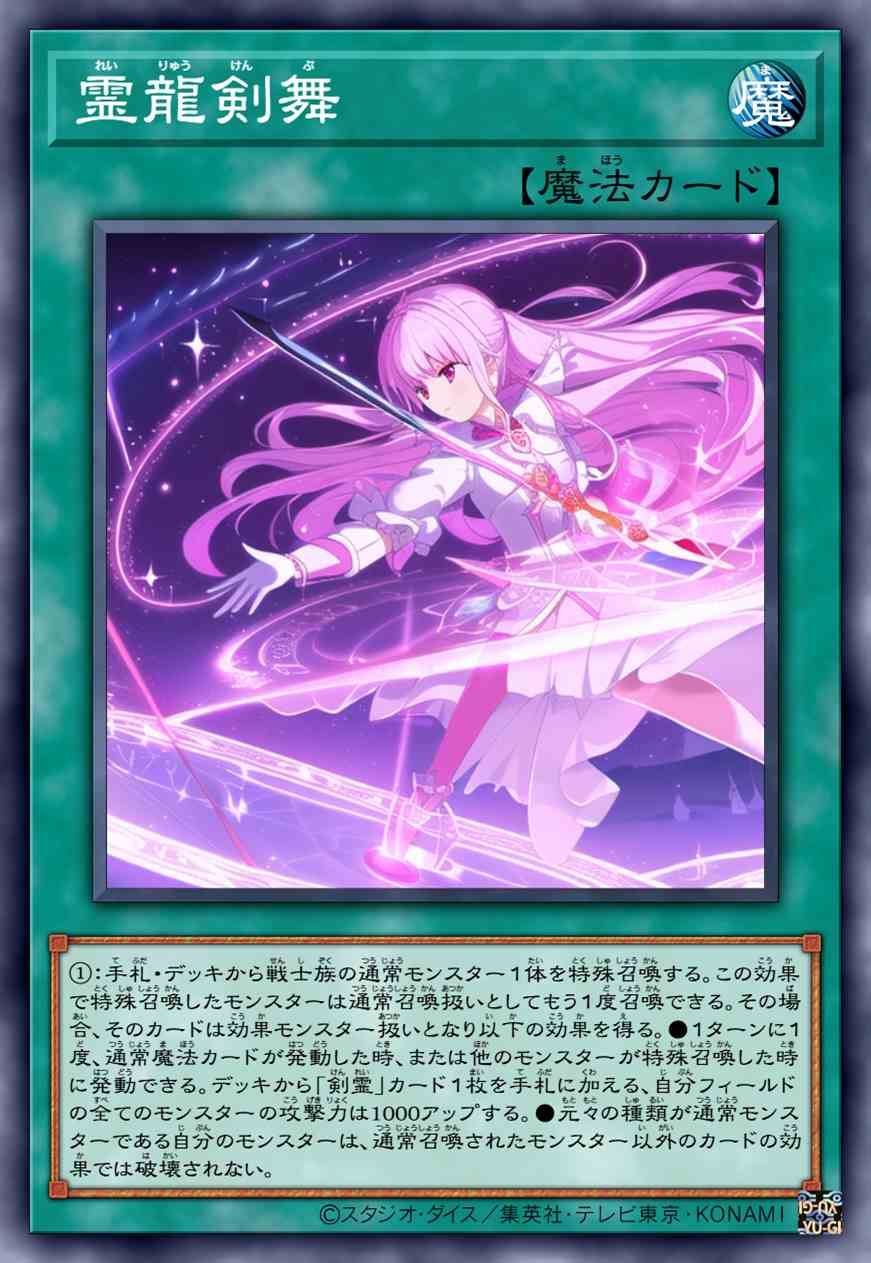 霊龍剣舞
魔
【魔法カード】
①：手札・デッキから戦士族の通常モンスター1体を特殊召喚する。この効果
で特殊召喚したモンスターは通常召喚扱いとしてもう1度召喚できる。その場
合、そのカードは効果モンスター扱いとなり以下の効果を得る。●1ターンに1
度、通常魔法カードが発動した時、または他のモンスターが特殊召喚した時
に発動できる。デッキから「剣霊」カード1枚を手札に加える、自分フィールド
の全てのモンスターの攻撃力は1000アップする。●元々の種類が通常モンス
ターである自分のモンスターは、通常召喚されたモンスター以外のカードの効
果では破壊されない。
©スタジオ・ダイス／集英社・テレビ東京・KONAMI
YU-GI